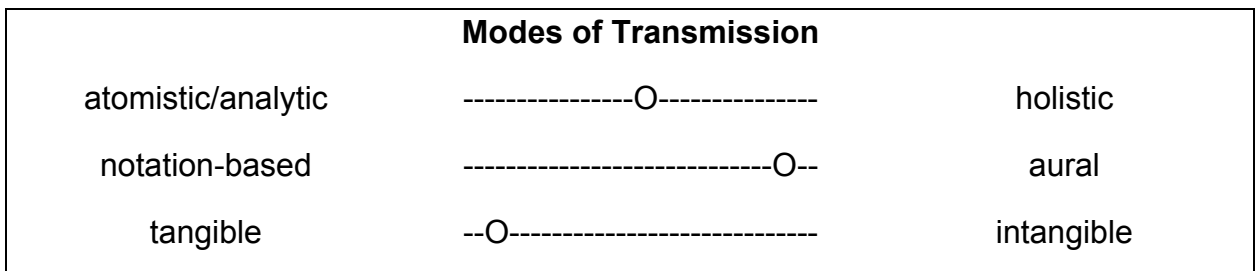 Modes of Transmission
atomistic/analytic ----------------O--------------- holistic
notation-based -----------------------------O-- aural
tangible --O----------------------------- intangible